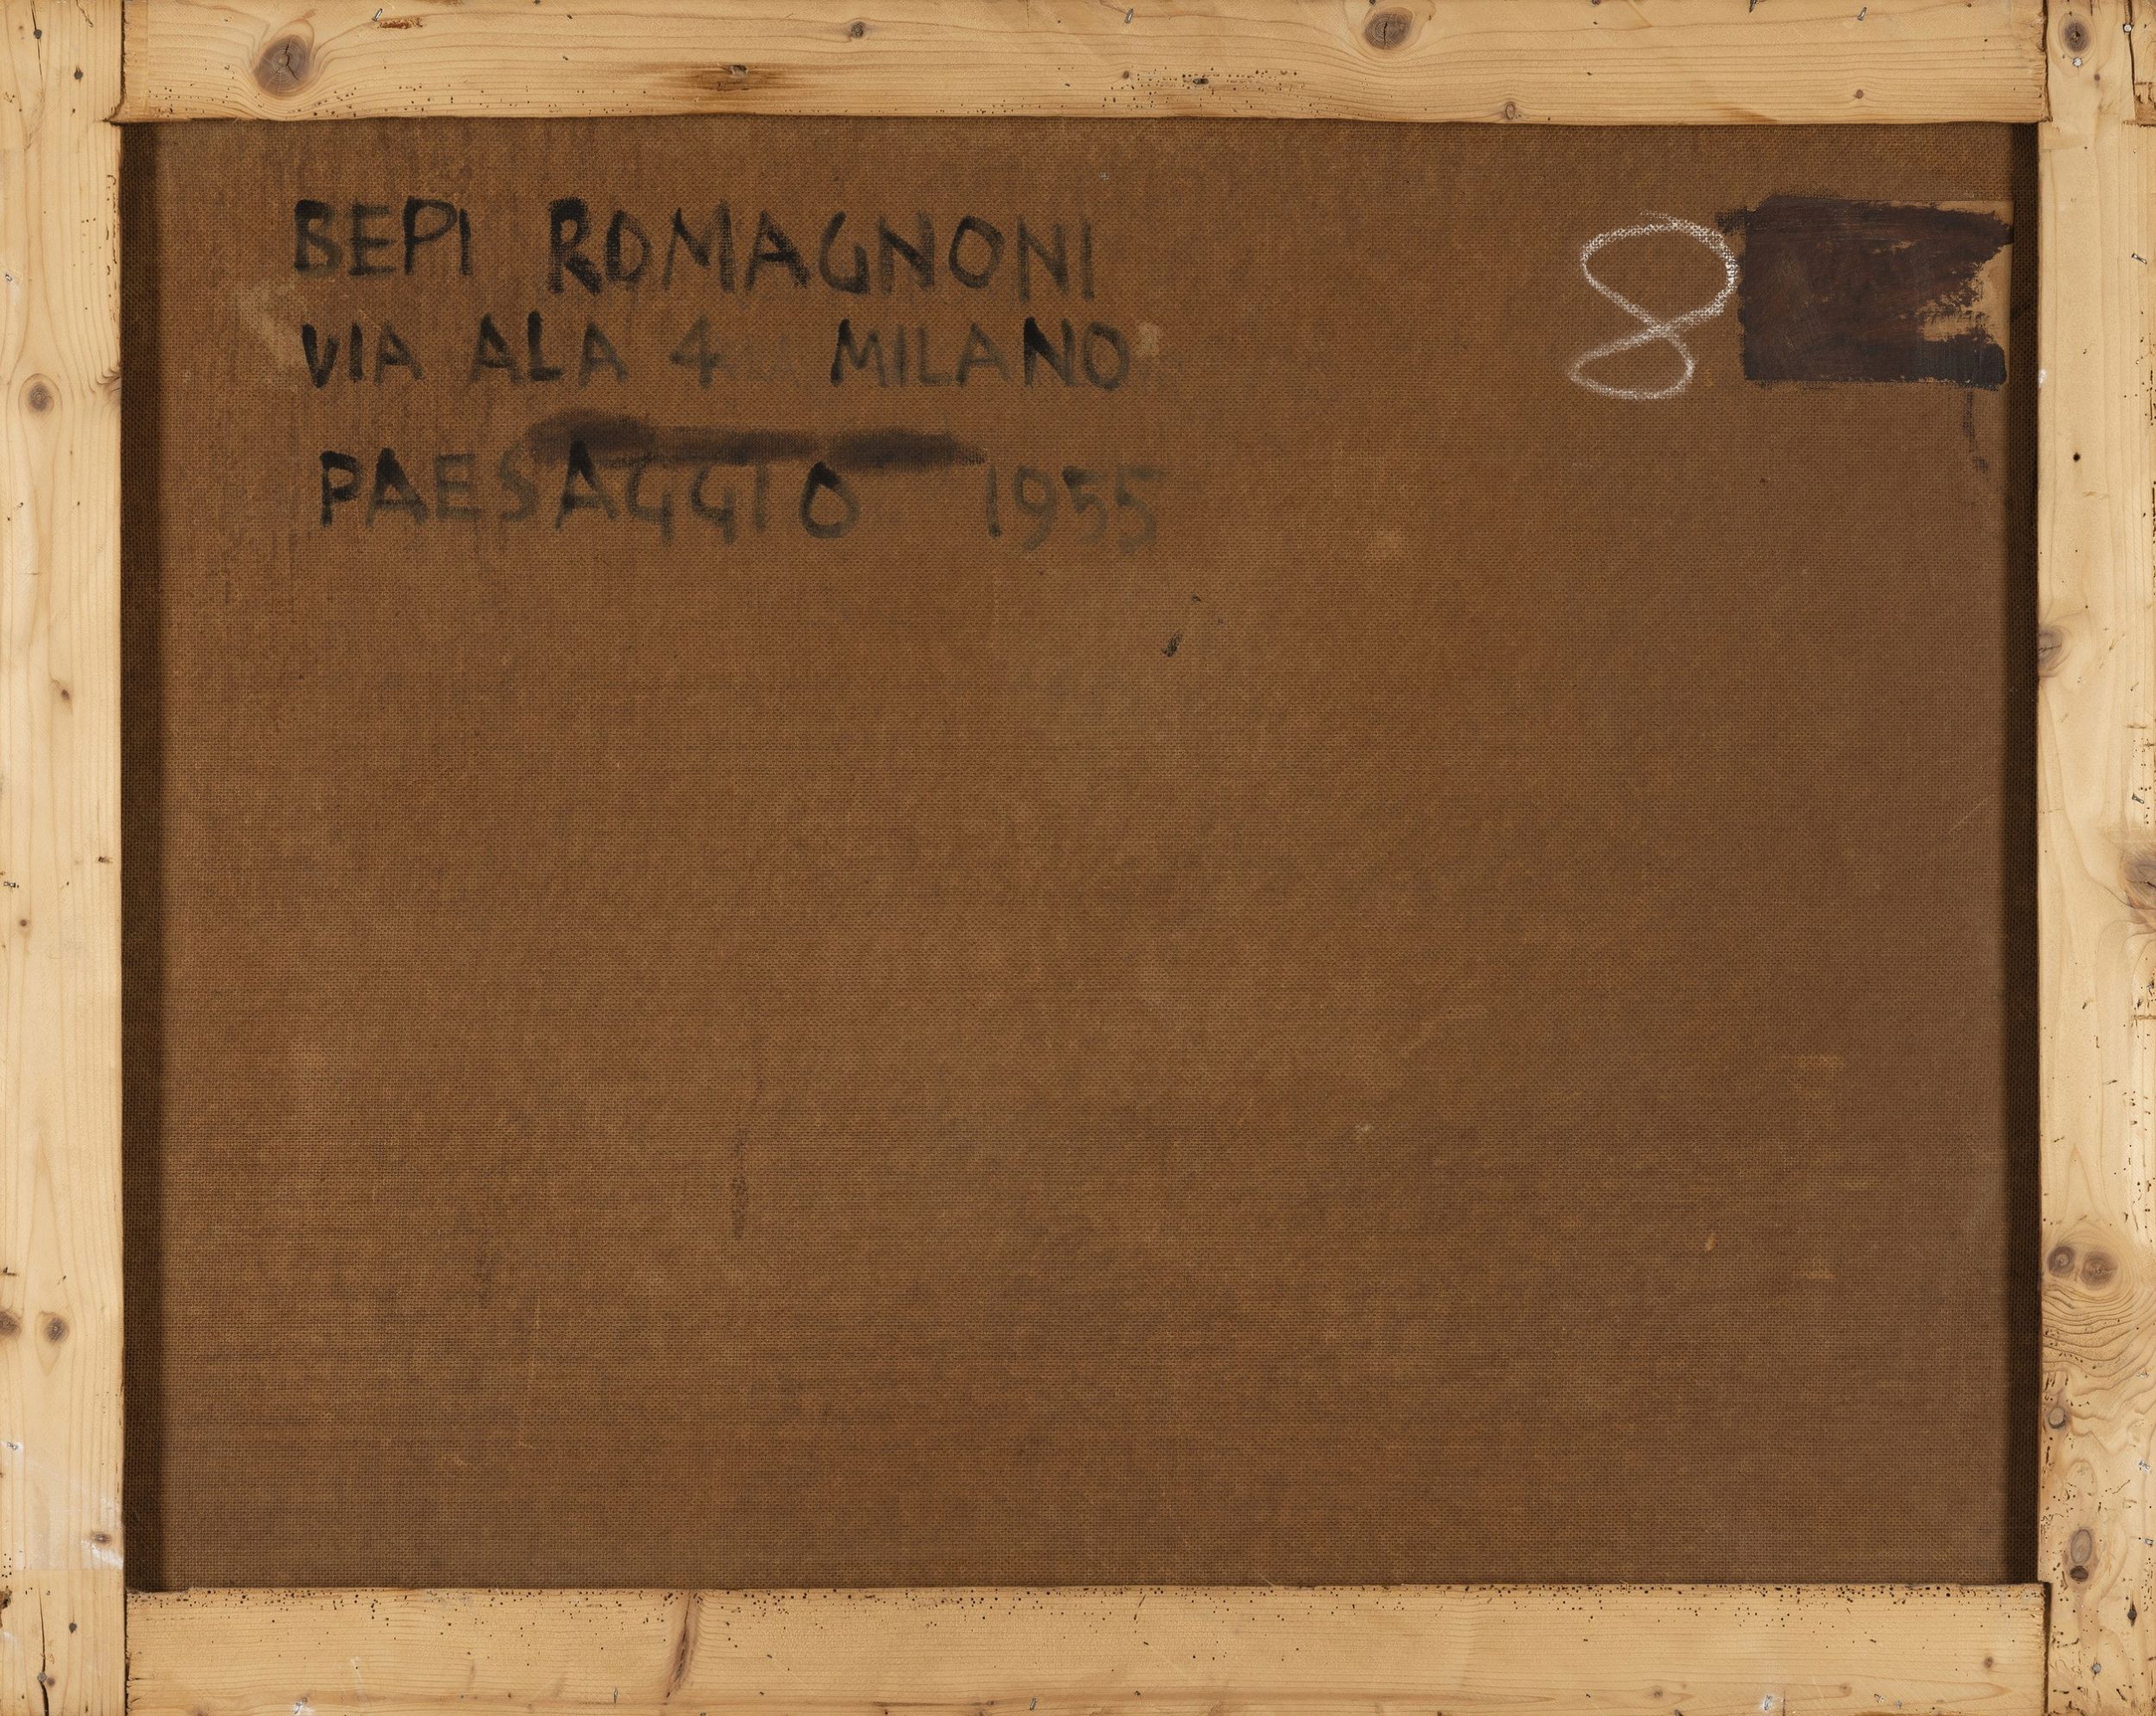 BEPI ROMAGNONI
VIA ALA 4 MILANO
PAESAGGIO 1955
8